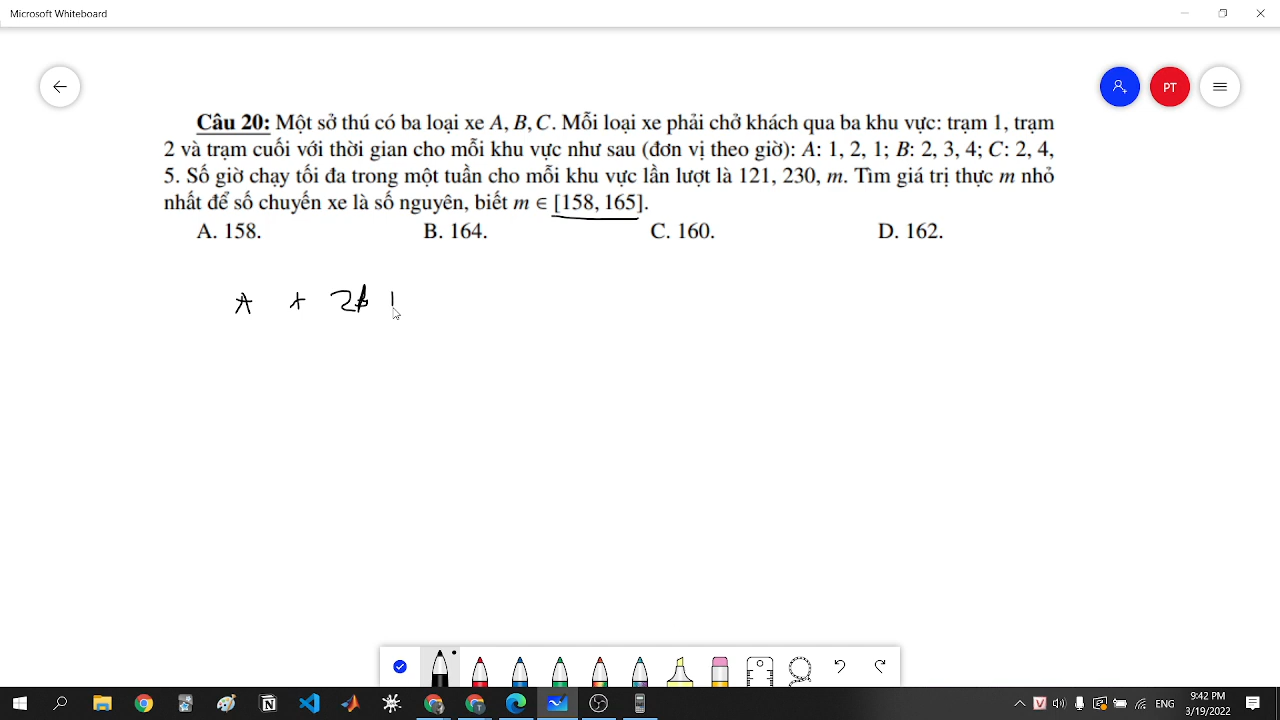 Microsoft Whiteboard
PT
Câu 20: Một sở thú có ba loại xe A, B, C. Mỗi loại xe phải chở khách qua ba khu vực: trạm 1, trạm
2 và trạm cuối với thời gian cho mỗi khu vực như sau (đơn vị theo giờ): A: 1, 2, 1; B: 2, 3, 4; C: 2, 4,
5. Số giờ chạy tối đa trong một tuần cho mỗi khu vực lần lượt là 121, 230, m. Tìm giá trị thực m nhỏ
nhất để số chuyến xe là số nguyên, biết m ∈ [158, 165].
A. 158. B. 164. C. 160. D. 162.
A + 2B
V ENG 9:42 PM
3/19/2022